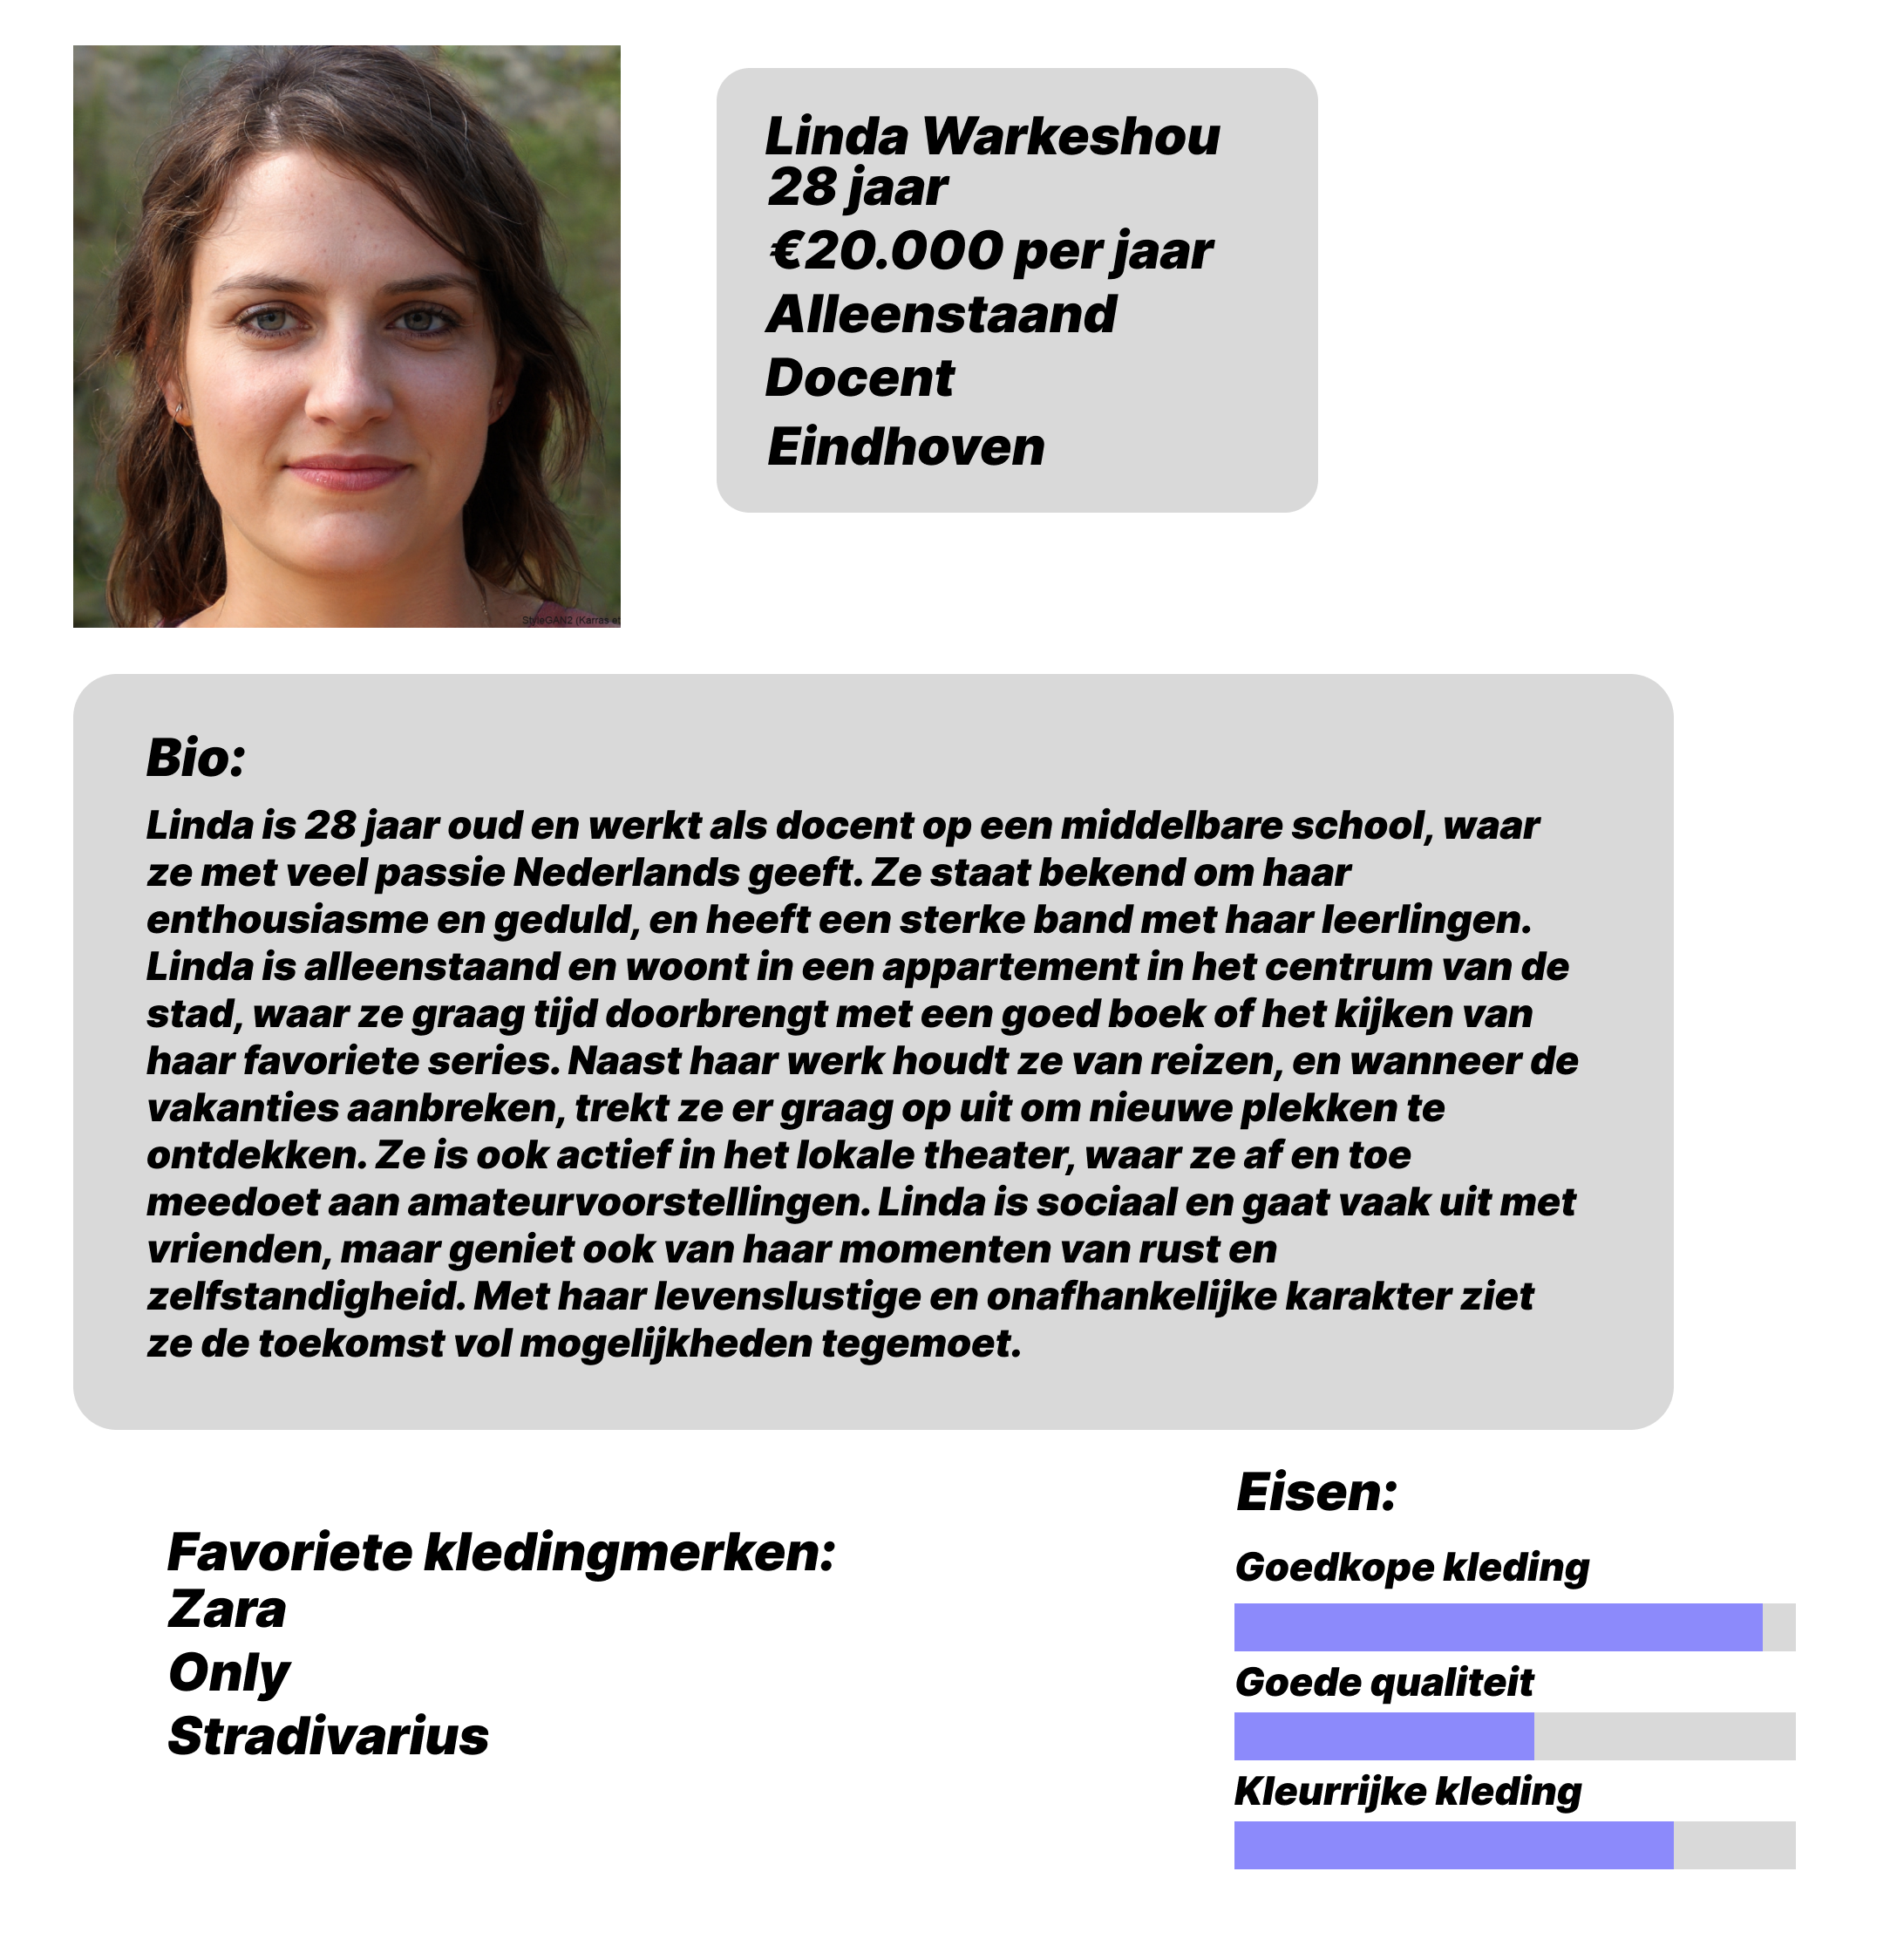 StyleGAN2 (Karras et
Linda Warkeshou
28 jaar
€20.000 per jaar
Alleenstaand
Docent
Eindhoven
Bio:
Linda is 28 jaar oud en werkt als docent op een middelbare school, waar
ze met veel passie Nederlands geeft. Ze staat bekend om haar
enthousiasme en geduld, en heeft een sterke band met haar leerlingen.
Linda is alleenstaand en woont in een appartement in het centrum van de
stad, waar ze graag tijd doorbrengt met een goed boek of het kijken van
haar favoriete series. Naast haar werk houdt ze van reizen, en wanneer de
vakanties aanbreken, trekt ze er graag op uit om nieuwe plekken te
ontdekken. Ze is ook actief in het lokale theater, waar ze af en toe
meedoet aan amateurvoorstellingen. Linda is sociaal en gaat vaak uit met
vrienden, maar geniet ook van haar momenten van rust en
zelfstandigheid. Met haar levenslustige en onafhankelijke karakter ziet
ze de toekomst vol mogelijkheden tegemoet.
Favoriete kledingmerken:
Zara
Only
Stradivarius
Eisen:
Goedkope kleding
Goede qualiteit
Kleurrijke kleding